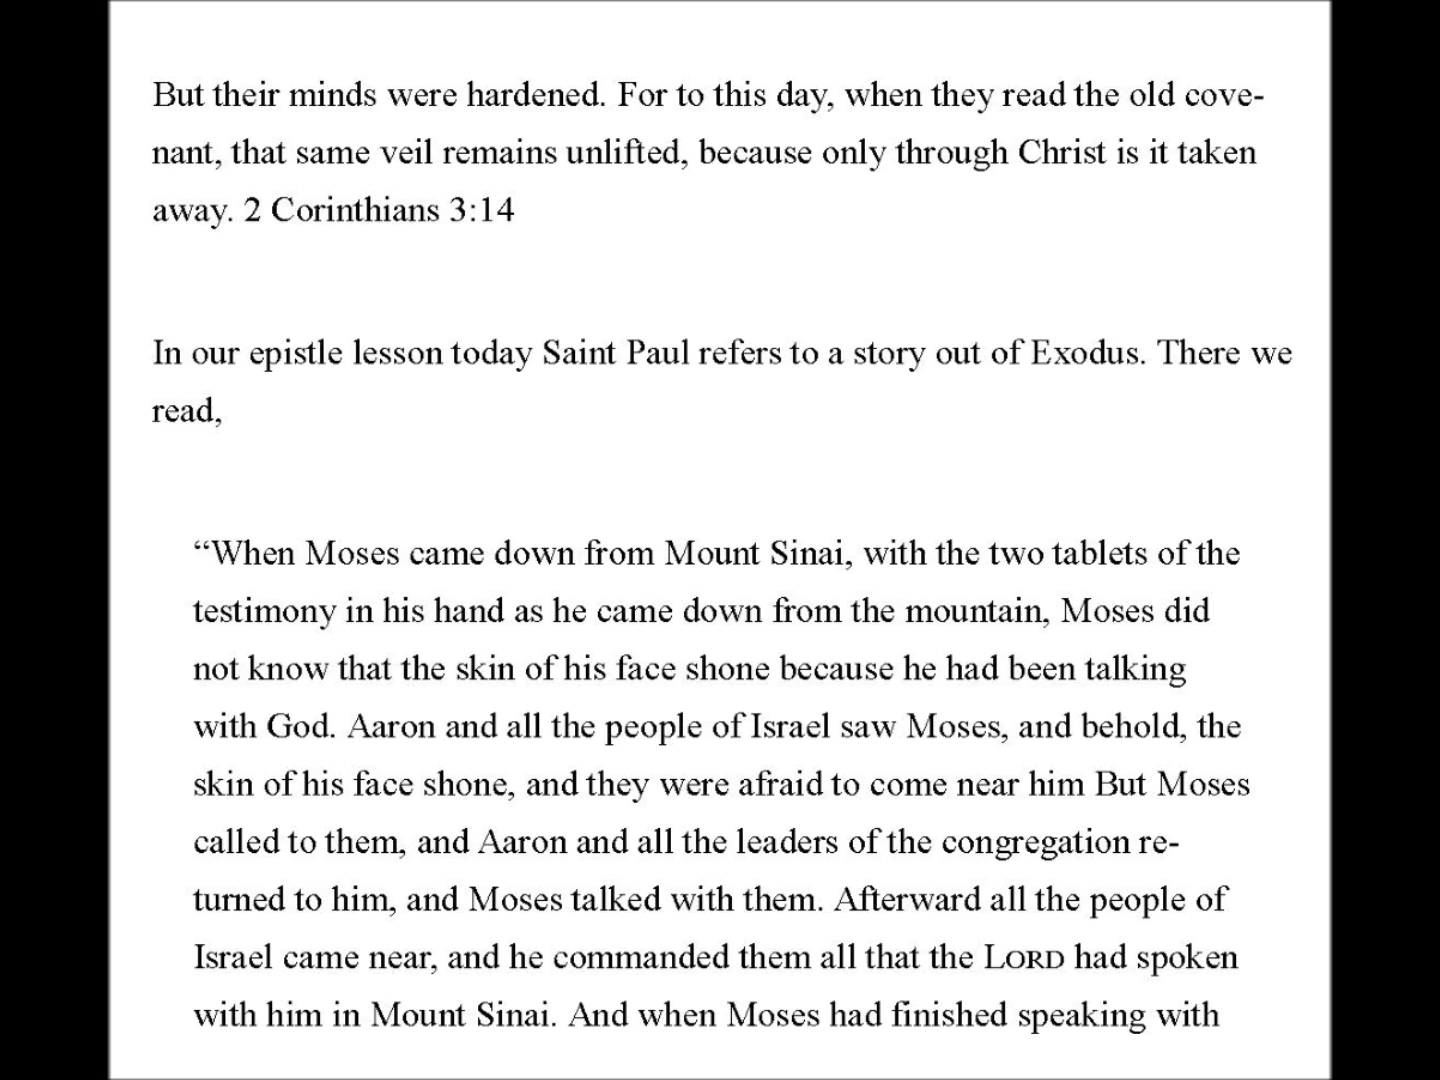 But their minds were hardened. For to this day, when they read the old cove-
nant, that same veil remains unlifted, because only through Christ is it taken
away. 2 Corinthians 3:14
In our epistle lesson today Saint Paul refers to a story out of Exodus. There we
read,
“When Moses came down from Mount Sinai, with the two tablets of the
testimony in his hand as he came down from the mountain, Moses did
not know that the skin of his face shone because he had been talking
with God. Aaron and all the people of Israel saw Moses, and behold, the
skin of his face shone, and they were afraid to come near him But Moses
called to them, and Aaron and all the leaders of the congregation re-
turned to him, and Moses talked with them. Afterward all the people of
Israel came near, and he commanded them all that the LORD had spoken
with him in Mount Sinai. And when Moses had finished speaking with